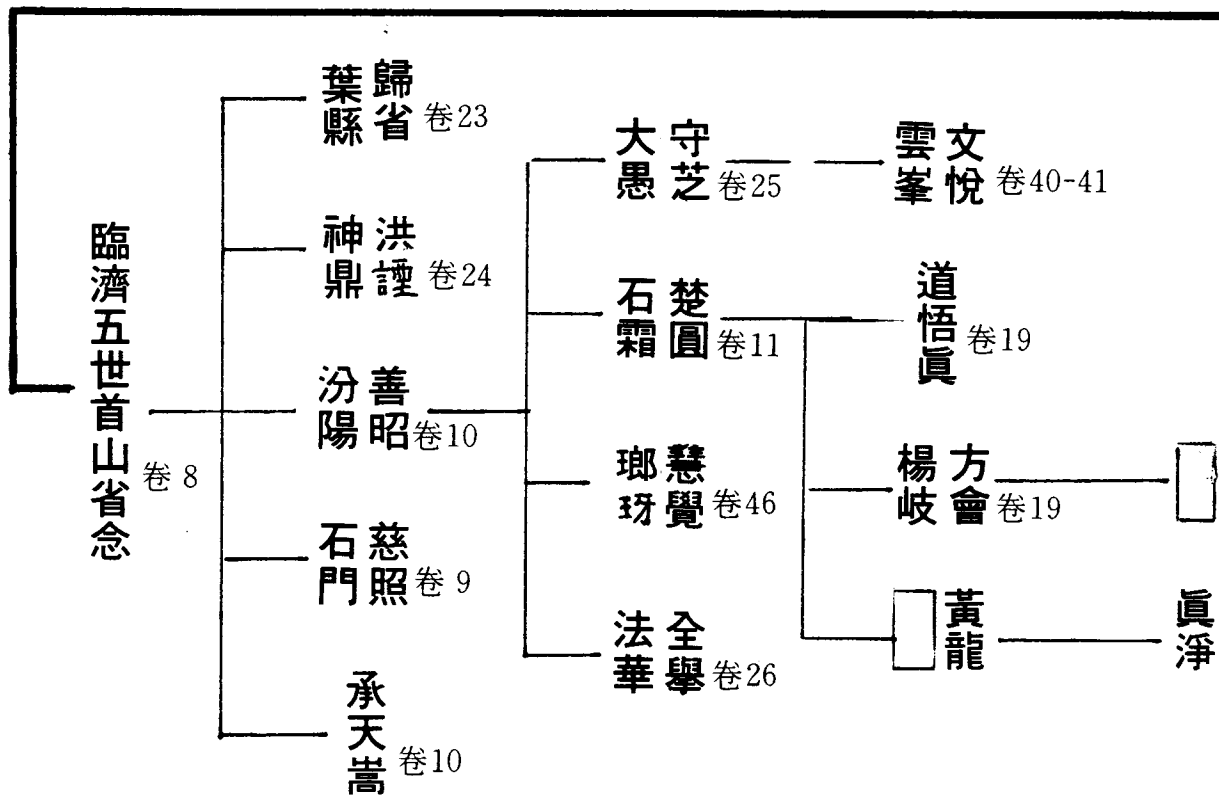 臨濟五世首山省念 卷 8
葉縣 歸省 卷23
神鼎 洪諲 卷24
汾陽 善昭 卷10
石門 慈照 卷 9
承天嵩 卷10
大愚 守芝 卷25
石霜 楚圓 卷11
瑯玡 慧覺 卷46
法華 全舉 卷26
雲峯 文悅 卷40-41
道悟眞 卷19
楊岐 方會 卷19
黃龍
眞淨